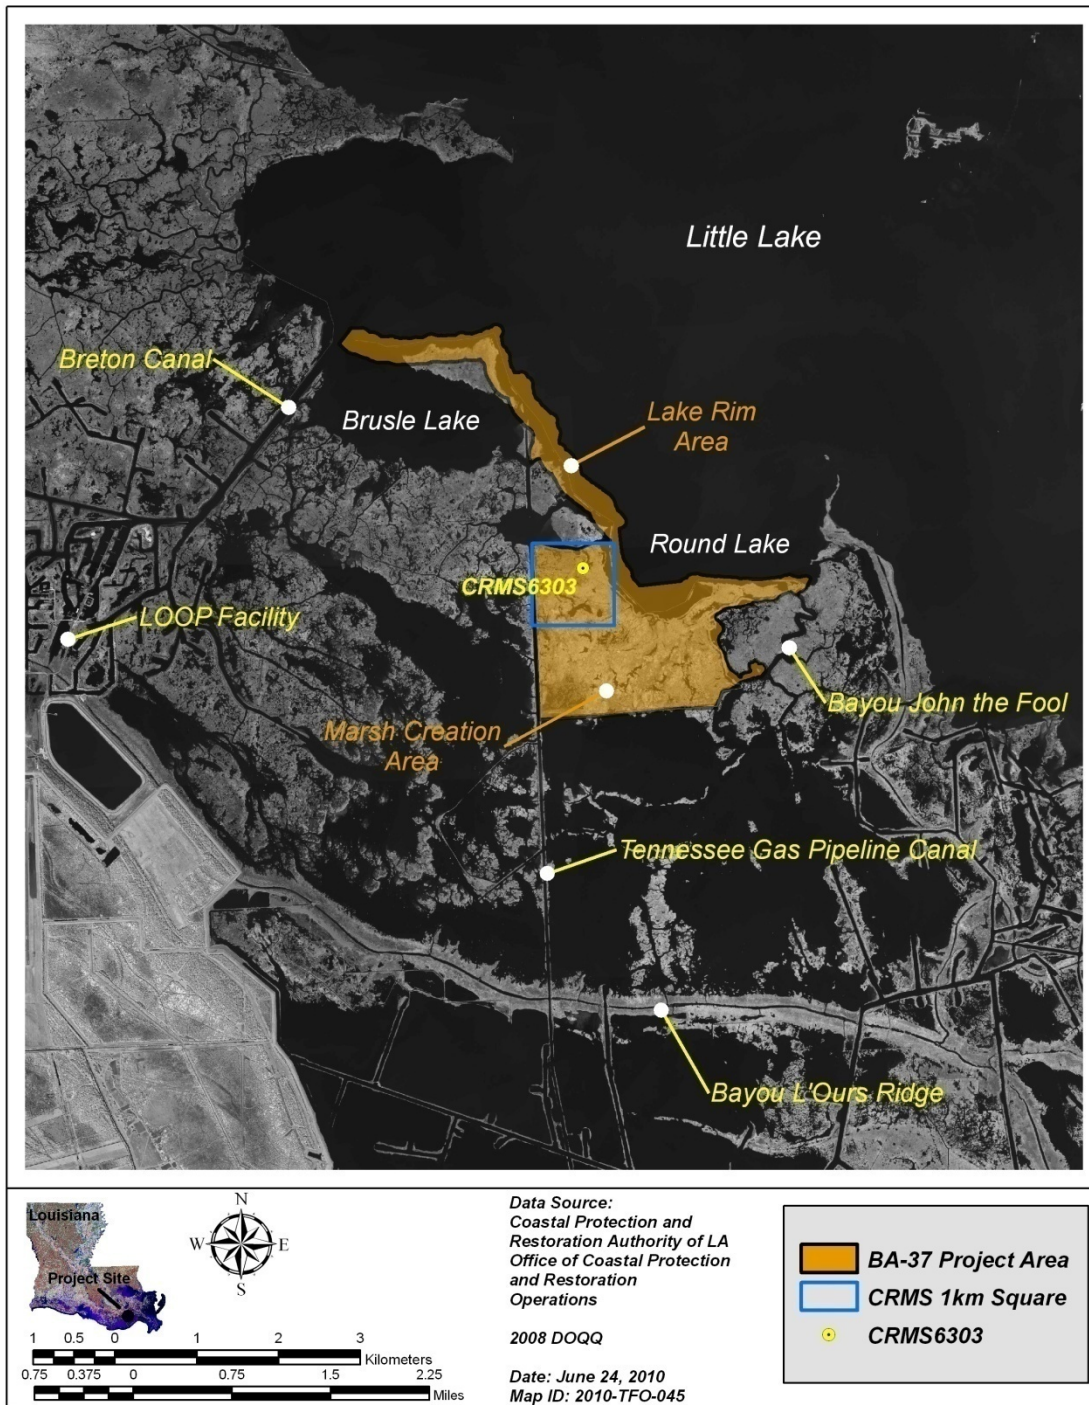 Little Lake
Breton Canal
Brusle Lake
Lake Rim
Area
Round Lake
CRMS6303
LOOP Facility
Bayou John the Fool
Marsh Creation
Area
Tennessee Gas Pipeline Canal
Bayou L'Ours Ridge
Louisiana
Project Site
N
W
E
S
1 0.5 0 1 2 3
Kilometers
0.75 0.375 0 0.75 1.5 2.25
Miles
Data Source:
Coastal Protection and
Restoration Authority of LA
Office of Coastal Protection
and Restoration
Operations
2008 DOQQ
Date: June 24, 2010
Map ID: 2010-TFO-045
BA-37 Project Area
CRMS 1km Square
CRMS6303